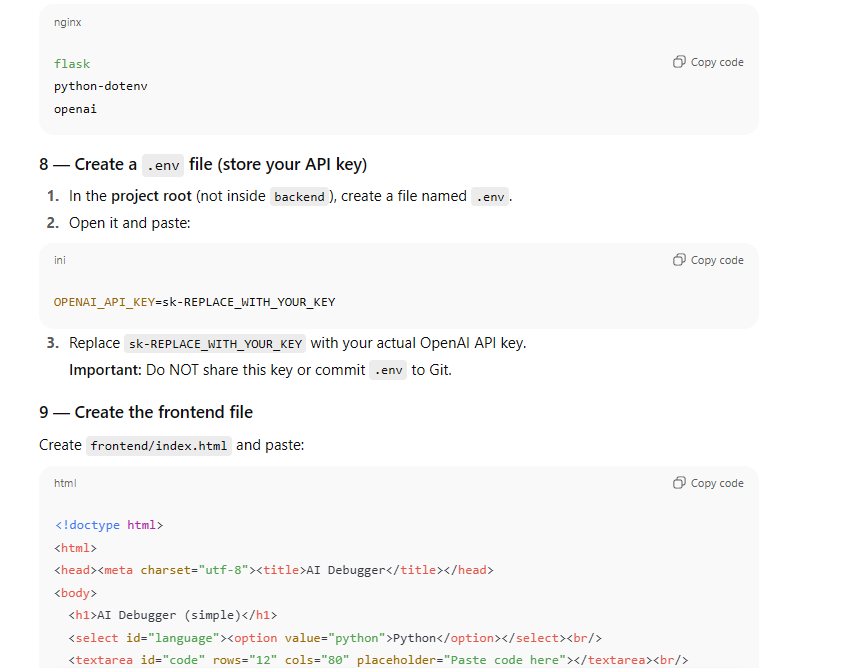 nginx
Copy code
flask
python-dotenv
openai
8 — Create a .env file (store your API key)
1. In the project root (not inside backend), create a file named .env.
2. Open it and paste:
ini
Copy code
OPENAI_API_KEY=sk-REPLACE_WITH_YOUR_KEY
3. Replace sk-REPLACE_WITH_YOUR_KEY with your actual OpenAI API key.
Important: Do NOT share this key or commit .env to Git.
9 — Create the frontend file
Create frontend/index.html and paste:
html
Copy code
<!doctype html>
<html>
<head><meta charset="utf-8"><title>AI Debugger</title></head>
<body>
  <h1>AI Debugger (simple)</h1>
  <select id="language"><option value="python">Python</option></select><br/>
  <textarea id="code" rows="12" cols="80" placeholder="Paste code here"></textarea><br/>